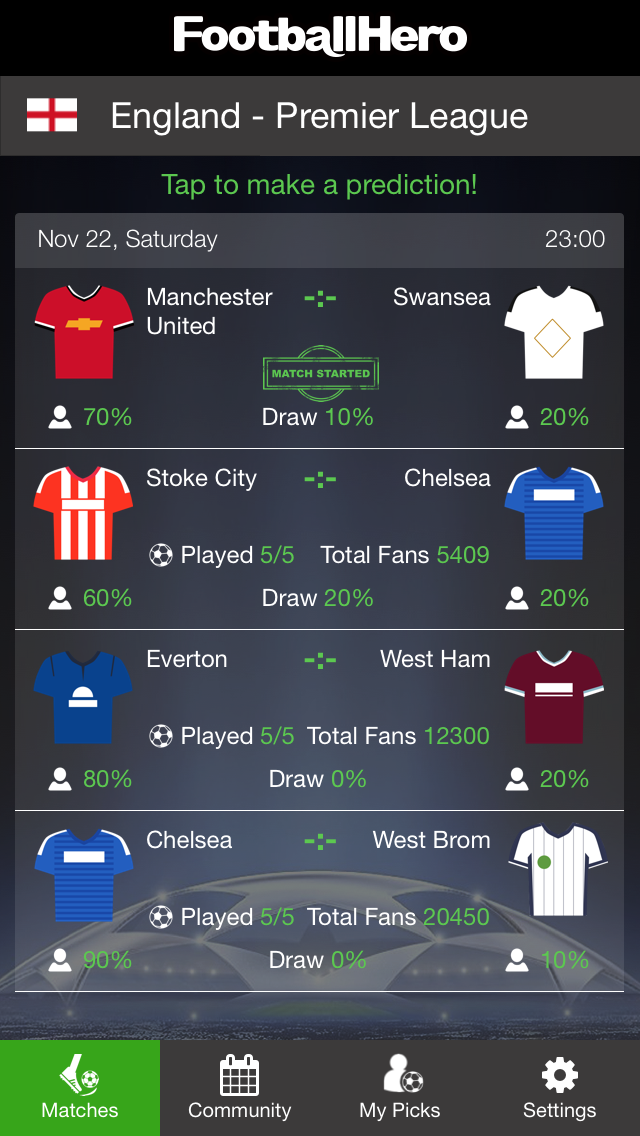 FootballHero
England - Premier League
Tap to make a prediction!
Nov 22, Saturday 23:00
Manchester United -:- Swansea
MATCH STARTED
70% Draw 10% 20%
Stoke City -:- Chelsea
Played 5/5 Total Fans 5409
60% Draw 20% 20%
Everton -:- West Ham
Played 5/5 Total Fans 12300
80% Draw 0% 20%
Chelsea -:- West Brom
Played 5/5 Total Fans 20450
90% Draw 0% 10%
Matches Community My Picks Settings